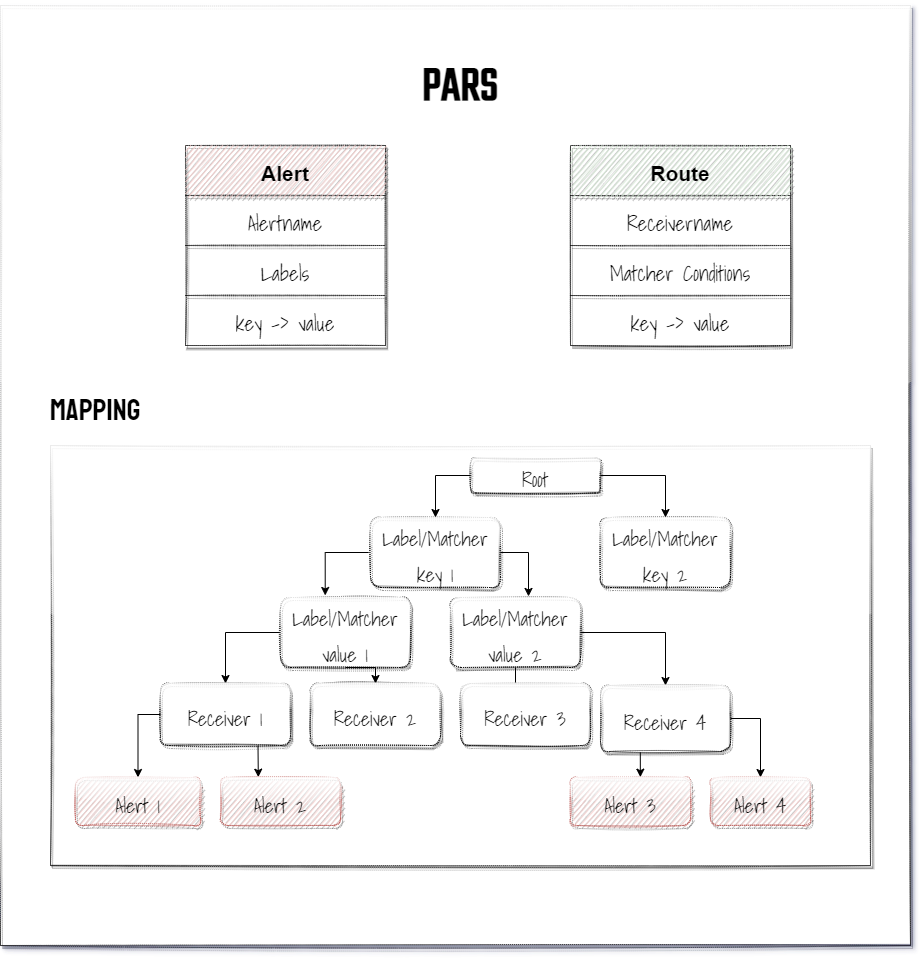 PARS
Alert
Route
Alertname
Receivername
Labels
Matcher Conditions
key -> value
key -> value
MAPPING
Root
Label/Matcher
key 1
Label/Matcher
key 2
Label/Matcher
value 1
Label/Matcher
value 2
Receiver 1
Receiver 2
Receiver 3
Receiver 4
Alert 1
Alert 2
Alert 3
Alert 4